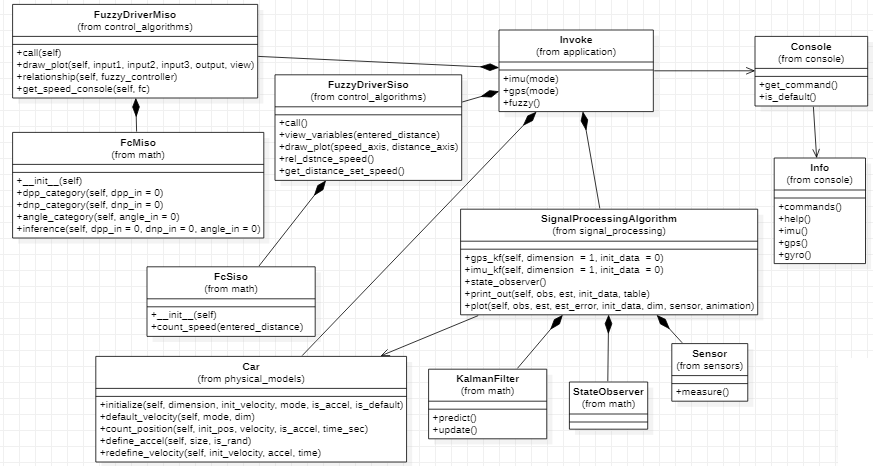 FuzzyDriverMiso
(from control_algorithms)
+call(self)
+draw_plot(self, input1, input2, input3, output, view)
+relationship(self, fuzzy_controller)
+get_speed_console(self, fc)
Invoke
(from application)
+imu(mode)
+gps(mode)
+fuzzy()
Console
(from console)
+get_command()
+is_default()
FuzzyDriverSiso
(from control_algorithms)
+call()
+view_variables(entered_distance)
+draw_plot(speed_axis, distance_axis)
+rel_dstnce_speed()
+get_distance_set_speed()
FcMiso
(from math)
+__init__(self)
+dpp_category(self, dpp_in = 0)
+dnp_category(self, dnp_in = 0)
+angle_category(self, angle_in = 0)
+inference(self, dpp_in = 0, dnp_in = 0, angle_in = 0)
Info
(from console)
+commands()
+help()
+imu()
+gps()
+gyro()
SignalProcessingAlgorithm
(from signal_processing)
+gps_kf(self, dimension = 1, init_data = 0)
+imu_kf(self, dimension = 1, init_data = 0)
+state_observer()
+print_out(self, obs, est, init_data, table)
+plot(self, obs, est, est_error, init_data, dim, sensor, animation)
FcSiso
(from math)
+__init__(self)
+count_speed(entered_distance)
Car
(from physical_models)
+initialize(self, dimension, init_velocity, mode, is_accel, is_default)
+default_velocity(self, mode, dim)
+count_position(self, init_pos, velocity, is_accel, time_sec)
+define_accel(self, size, is_rand)
+redefine_velocity(self, init_velocity, accel, time)
KalmanFilter
(from math)
+predict()
+update()
StateObserver
(from math)
Sensor
(from sensors)
+measure()